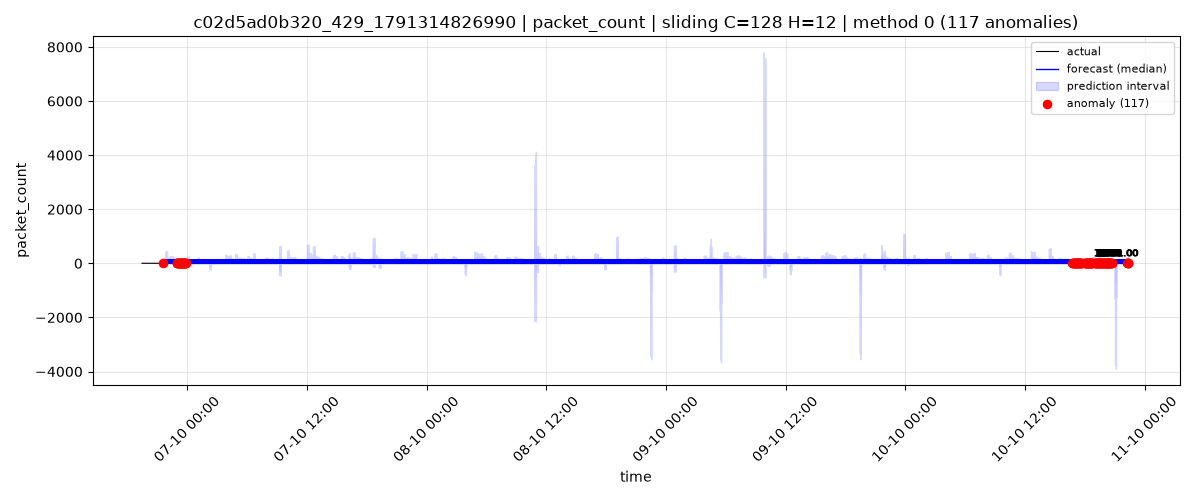 c02d5ad0b320_429_1791314826990 | packet_count | sliding C=128 H=12 | method 0 (117 anomalies)
actual
forecast (median)
prediction interval
anomaly (117)
packet_count
8000
6000
4000
2000
0
−2000
−4000
07-10 00:00
07-10 12:00
08-10 00:00
08-10 12:00
09-10 00:00
09-10 12:00
10-10 00:00
10-10 12:00
11-10 00:00
time